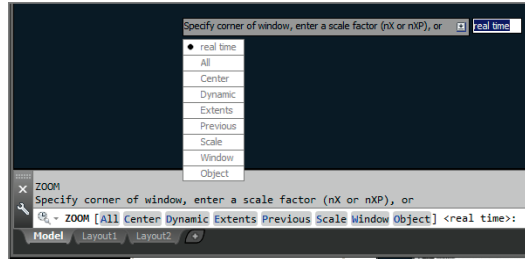 Specify corner of window, enter a scale factor (nX or nXP), or real time
real time
All
Center
Dynamic
Extents
Previous
Scale
Window
Object
ZOOM
Specify corner of window, enter a scale factor (nX or nXP), or
ZOOM [All Center Dynamic Extents Previous Scale Window Object] <real time>:
Model Layout1 Layout2 +